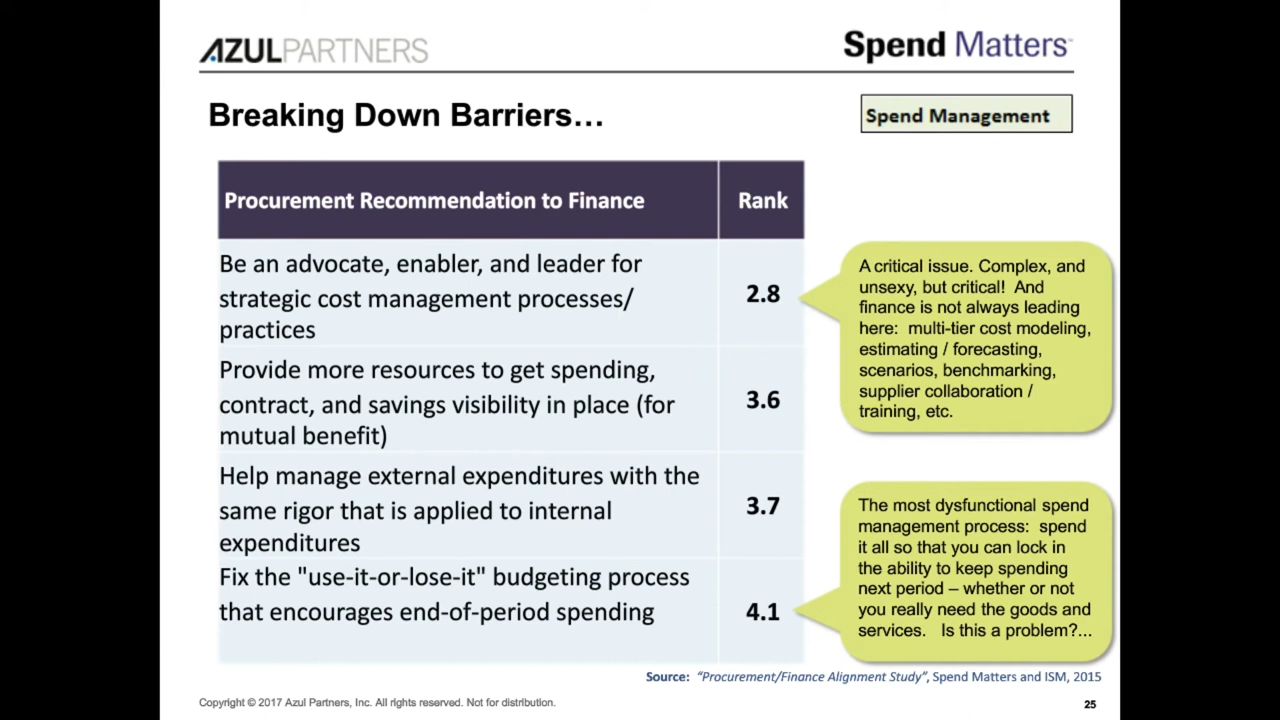 AZULPARTNERS
Spend Matters™
Breaking Down Barriers…
Spend Management
Procurement Recommendation to Finance
Rank
Be an advocate, enabler, and leader for
strategic cost management processes/
practices
2.8
Provide more resources to get spending,
contract, and savings visibility in place (for
mutual benefit)
3.6
Help manage external expenditures with the
same rigor that is applied to internal
expenditures
3.7
Fix the "use-it-or-lose-it" budgeting process
that encourages end-of-period spending
4.1
A critical issue. Complex, and
unsexy, but critical!  And
finance is not always leading
here:  multi-tier cost modeling,
estimating / forecasting,
scenarios, benchmarking,
supplier collaboration /
training, etc.
The most dysfunctional spend
management process:  spend
it all so that you can lock in
the ability to keep spending
next period – whether or not
you really need the goods and
services.   Is this a problem?...
Source:  “Procurement/Finance Alignment Study”, Spend Matters and ISM, 2015
Copyright © 2017 Azul Partners, Inc. All rights reserved. Not for distribution.
25